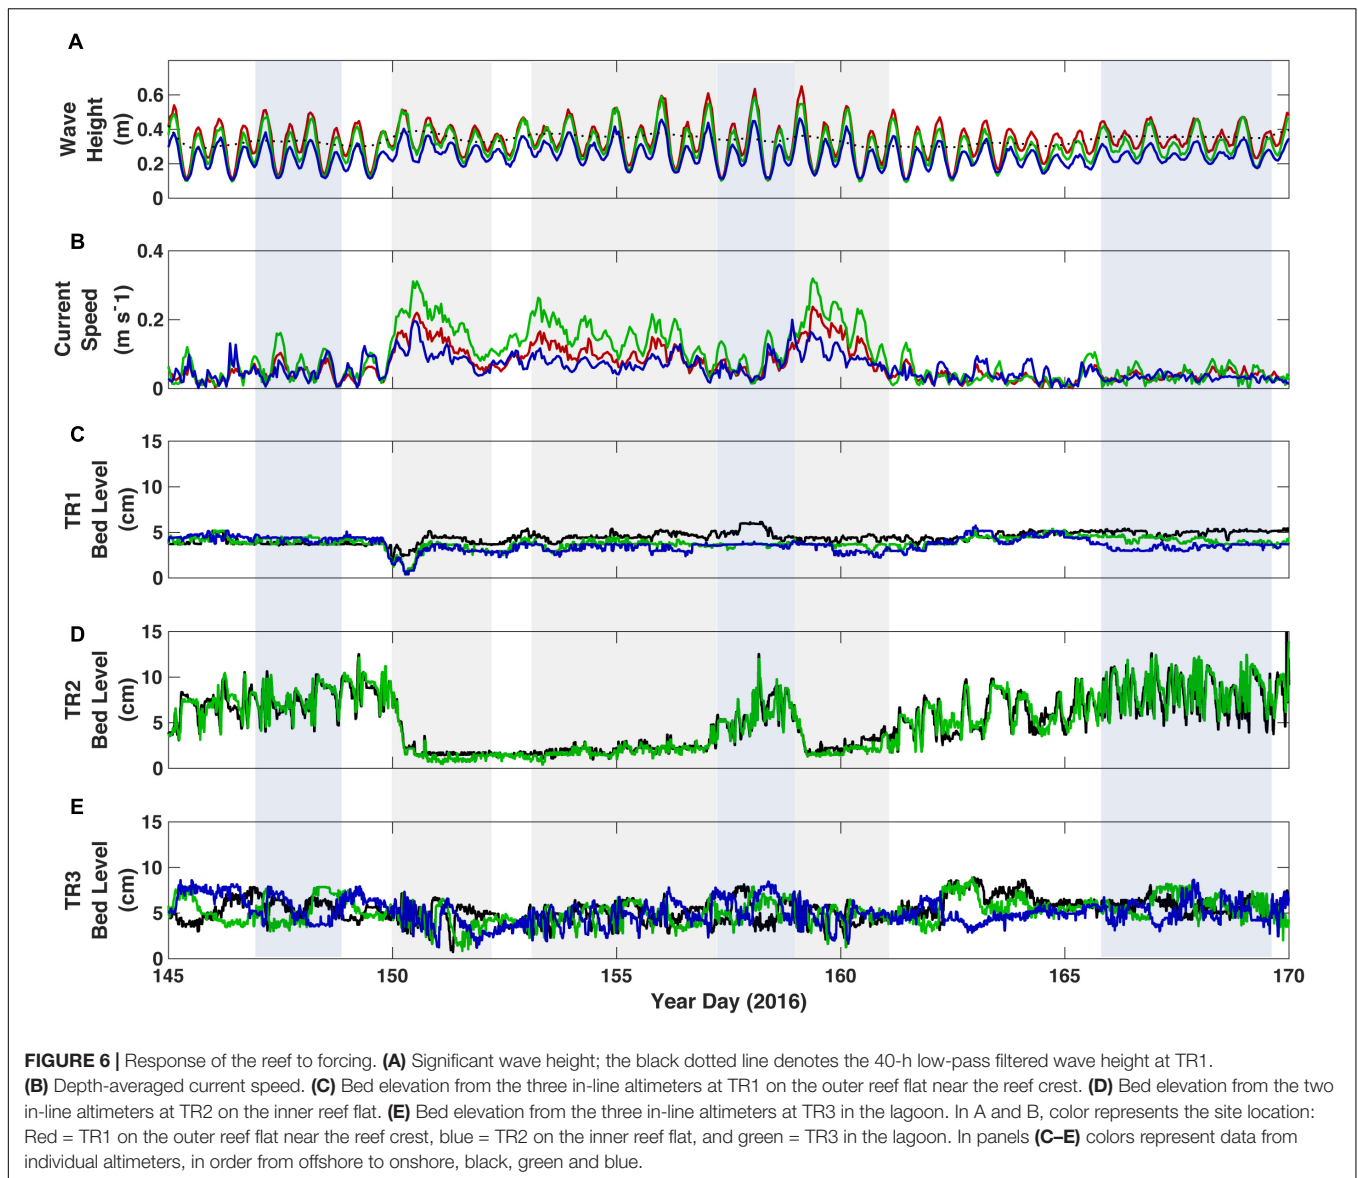 A
Wave
Height
(m)
0.6
0.4
0.2
0
B
Current
Speed
(m s-1)
0.4
0.2
0
C
TR1
Bed Level
(cm)
15
10
5
0
D
TR2
Bed Level
(cm)
15
10
5
0
E
TR3
Bed Level
(cm)
15
10
5
0
145 150 155 160 165 170
Year Day (2016)
FIGURE 6 | Response of the reef to forcing. (A) Significant wave height; the black dotted line denotes the 40-h low-pass filtered wave height at TR1.
(B) Depth-averaged current speed. (C) Bed elevation from the three in-line altimeters at TR1 on the outer reef flat near the reef crest. (D) Bed elevation from the two
in-line altimeters at TR2 on the inner reef flat. (E) Bed elevation from the three in-line altimeters at TR3 in the lagoon. In A and B, color represents the site location:
Red = TR1 on the outer reef flat near the reef crest, blue = TR2 on the inner reef flat, and green = TR3 in the lagoon. In panels (C–E) colors represent data from
individual altimeters, in order from offshore to onshore, black, green and blue.